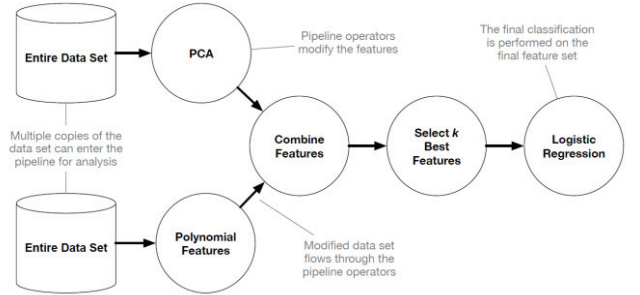 Entire Data Set
PCA
Pipeline operators
modify the features
The final classification
is performed on the
final feature set
Multiple copies of the
data set can enter the
pipeline for analysis
Combine
Features
Select k
Best
Features
Logistic
Regression
Entire Data Set
Polynomial
Features
Modified data set
flows through the
pipeline operators